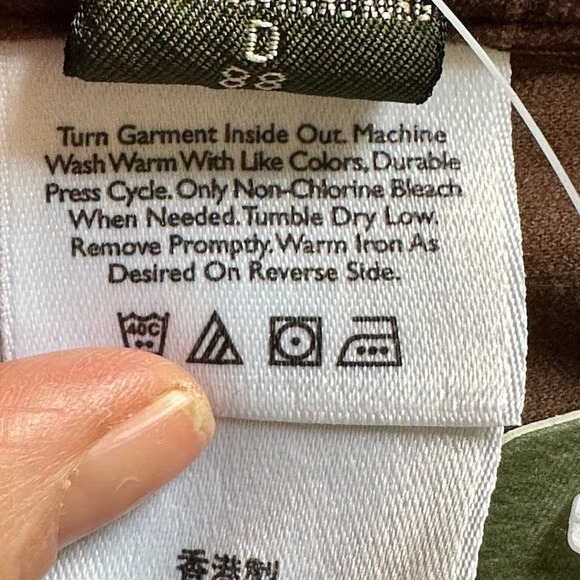 D
88
Turn Garment Inside Out. Machine
Wash Warm With Like Colors, Durable
Press Cycle. Only Non-Chlorine Bleach
When Needed. Tumble Dry Low.
Remove Promptly. Warm Iron As
Desired On Reverse Side.
40C
香港製